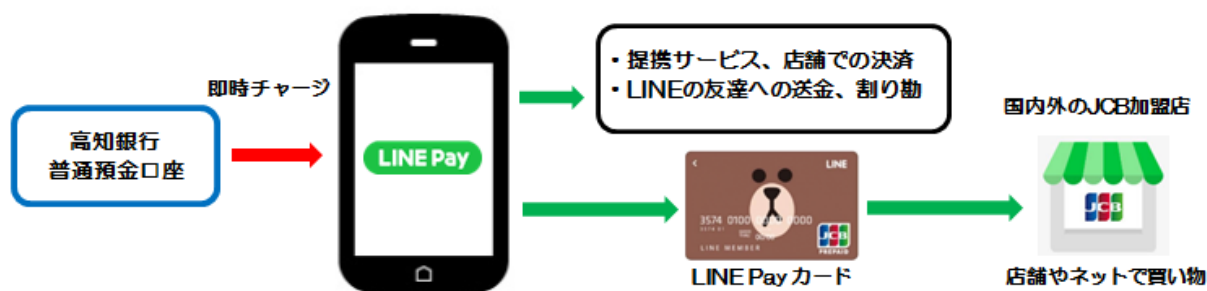 即時チャージ
高知銀行
普通預金口座
LINE Pay
・提携サービス、店舗での決済
・LINEの友達への送金、割り勘
LINE
3574 0100 0000 0000
LINE MEMBER
JCB
PREPAID
LINE Pay カード
国内外のJCB加盟店
JCB
店舗やネットで買い物